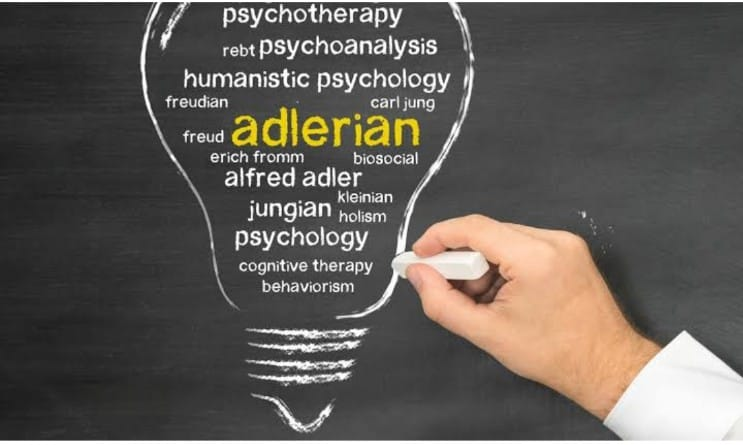 psychotherapy
rebt psychoanalysis
humanistic psychology
freudian carl jung
freud adlerian
erich fromm biosocial
alfred adler
kleinian
jungian holism
psychology
cognitive therapy
behaviorism